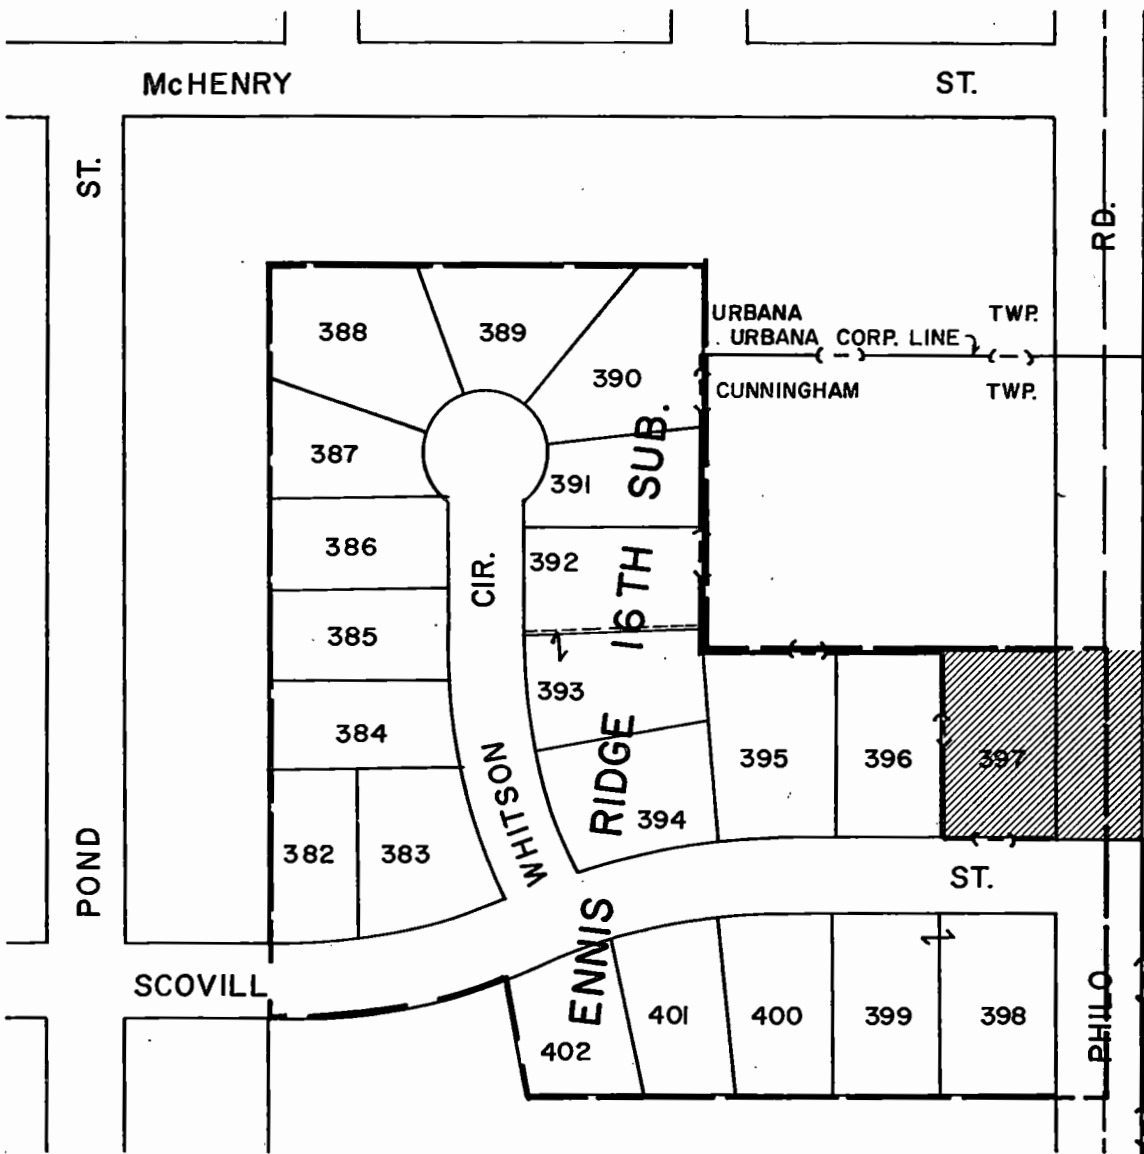 McHENRY ST.
ST.
RD.
URBANA TWP.
URBANA CORP. LINE
CUNNINGHAM TWP.
388
389
390
387
391
SUB.
386
392
CIR.
16TH
385
393
384
RIDGE
395
396
397
WHITSON
394
382
383
POND
ST.
ENNIS
SCOVILL
402
401
400
399
398
PHILO